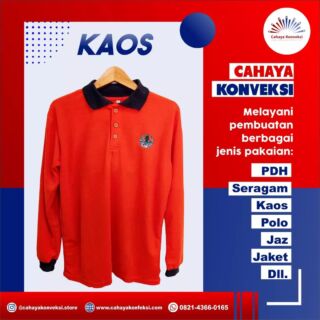 KAOS
Cahaya Konveksi
CAHAYA
KONVEKSI
Melayani
pembuatan
berbagai
jenis pakaian:
PDH
Seragam
Kaos
Polo
Jaz
Jaket
Dll.
@cahayakonveksi.store
www.cahayakonfeksi.com
0821-4366-0165